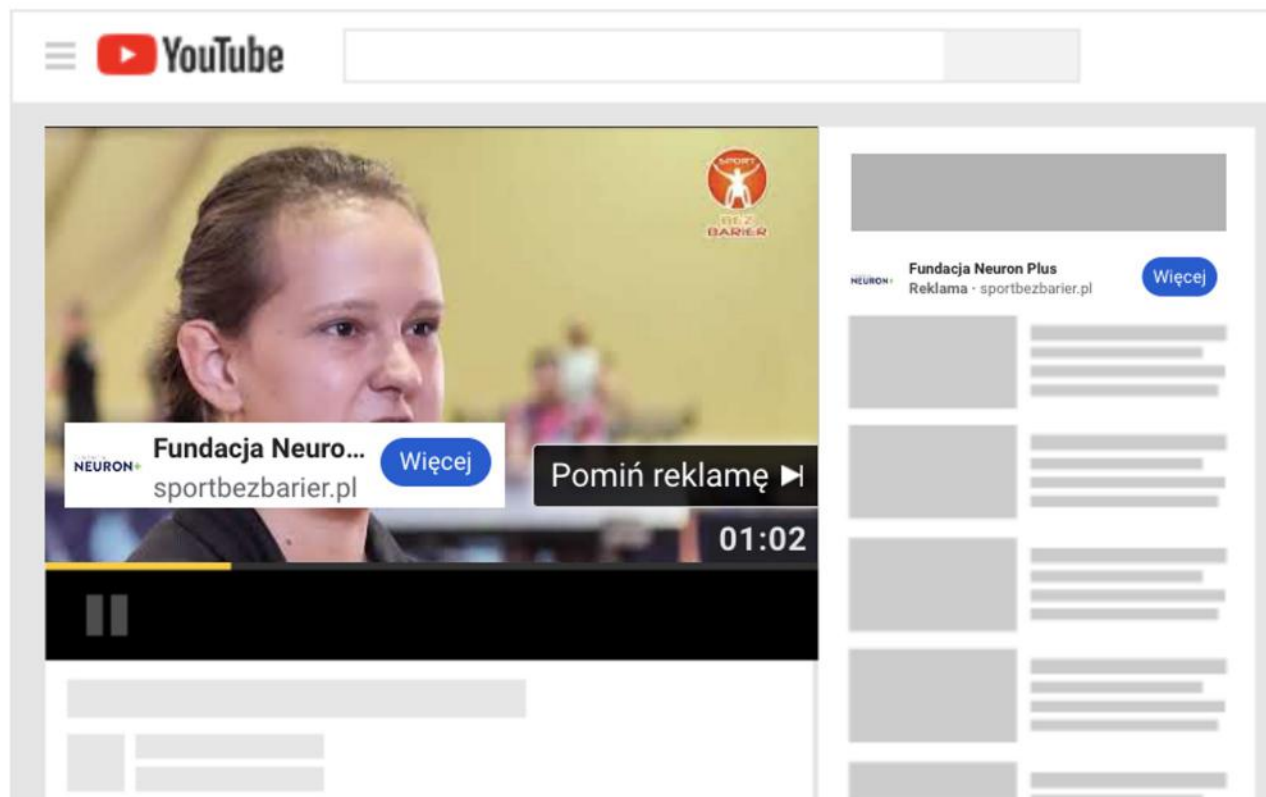 YouTube
SPORT
BEZ
BARIER
NEURON+
Fundacja Neuro...
sportbezbarier.pl
Więcej
Pomiń reklamę
01:02
NEURON+
Fundacja Neuron Plus
Reklama · sportbezbarier.pl
Więcej